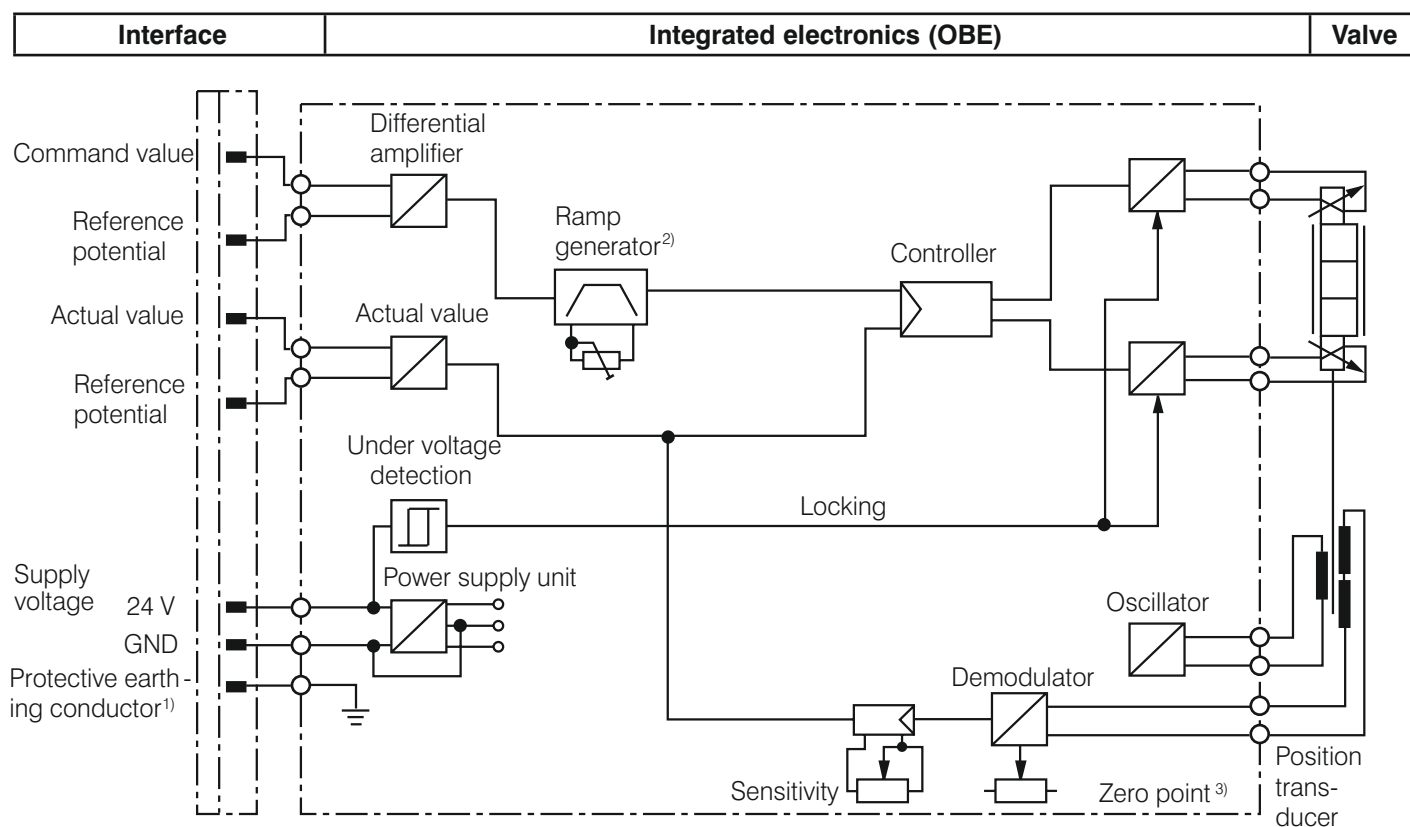 Interface
Integrated electronics (OBE)
Valve
Differential
amplifier
Command value
Reference
potential
Ramp
generator2)
Controller
Actual value
Actual value
Reference
potential
Under voltage
detection
Locking
Supply
voltage
24 V
GND
Power supply unit
Oscillator
Protective earth-
ing conductor1)
Demodulator
Sensitivity
Zero point 3)
Position
trans-
ducer